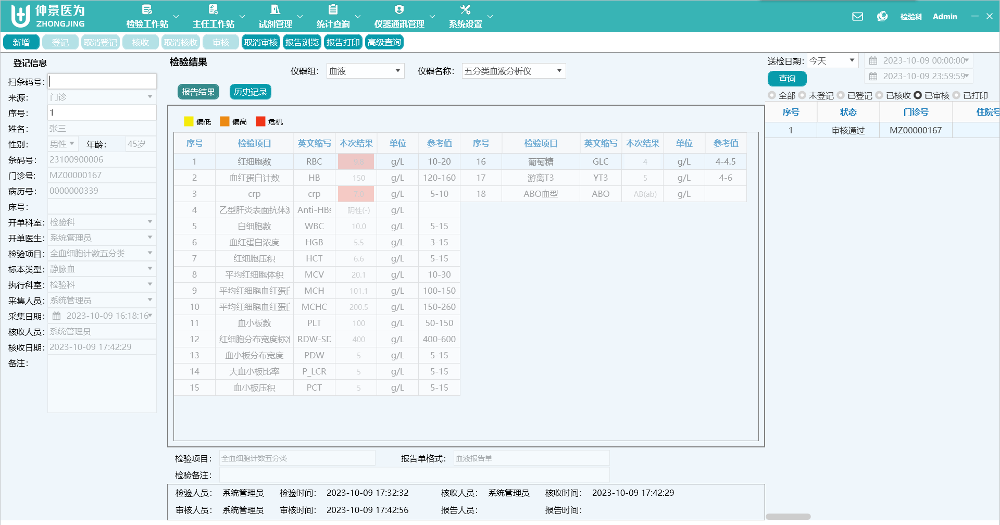 仲景医为
ZHONGJING
检验工作站 主任工作站 试剂管理 统计查询 仪器通讯管理 系统设置
检验科 Admin
新增 登记 取消登记 核收 取消核收 审核 取消审核 报告浏览 报告打印 高级查询
登记信息
扫条码号:
来源: 门诊
序号: 1
姓名: 张三
性别: 男性 年龄: 45岁
条码号: 23100900006
门诊号: MZ00000167
病历号: 0000000339
床号:
开单科室: 检验科
开单医生: 系统管理员
检验项目: 全血细胞计数五分类
标本类型: 静脉血
执行科室: 检验科
采集人员: 系统管理员
采集日期: 2023-10-09 16:18:16
核收人员: 系统管理员
核收日期: 2023-10-09 17:42:29
备注:
检验结果
仪器组: 血液 仪器名称: 五分类血液分析仪
报告结果 历史记录
偏低 偏高 危机
序号 检验项目 英文缩写 本次结果 单位 参考值 序号 检验项目 英文缩写 本次结果 单位 参考值
1 红细胞数 RBC 9.8 g/L 10-20 16 葡萄糖 GLC 4 g/L 4-4.5
2 血红蛋白计数 HB 150 g/L 120-160 17 游离T3 YT3 5 g/L 4-6
3 crp crp 7.0 g/L 5-10 18 ABO血型 ABO AB(ab) g/L
4 乙型肝炎表面抗体 Anti-HBs 阴性(-) g/L
5 白细胞数 WBC 10.0 g/L 5-15
6 血红蛋白浓度 HGB 5.5 g/L 3-15
7 红细胞压积 HCT 6.6 g/L 5-15
8 平均红细胞体积 MCV 20.1 g/L 10-30
9 平均红细胞血红蛋白 MCH 101.1 g/L 100-150
10 平均红细胞血红蛋白 MCHC 200.5 g/L 150-260
11 血小板数 PLT 100 g/L 50-150
12 红细胞分布宽度标准 RDW-SD 400 g/L 400-600
13 血小板分布宽度 PDW 5 g/L 5-15
14 大血小板比率 P_LCR 5 g/L 5-15
15 血小板压积 PCT 5 g/L 5-15
检验项目: 全血细胞计数五分类 报告单格式: 血液报告单
检验备注:
检验人员: 系统管理员 检验时间: 2023-10-09 17:32:32 核收人员: 系统管理员 核收时间: 2023-10-09 17:42:29
审核人员: 系统管理员 审核时间: 2023-10-09 17:42:56 报告人员: 报告时间:
送检日期: 今天 2023-10-09 00:00:00
查询 2023-10-09 23:59:59
全部 未登记 已登记 已核收 已审核 已打印
序号 状态 门诊号 住院号
1 审核通过 MZ00000167